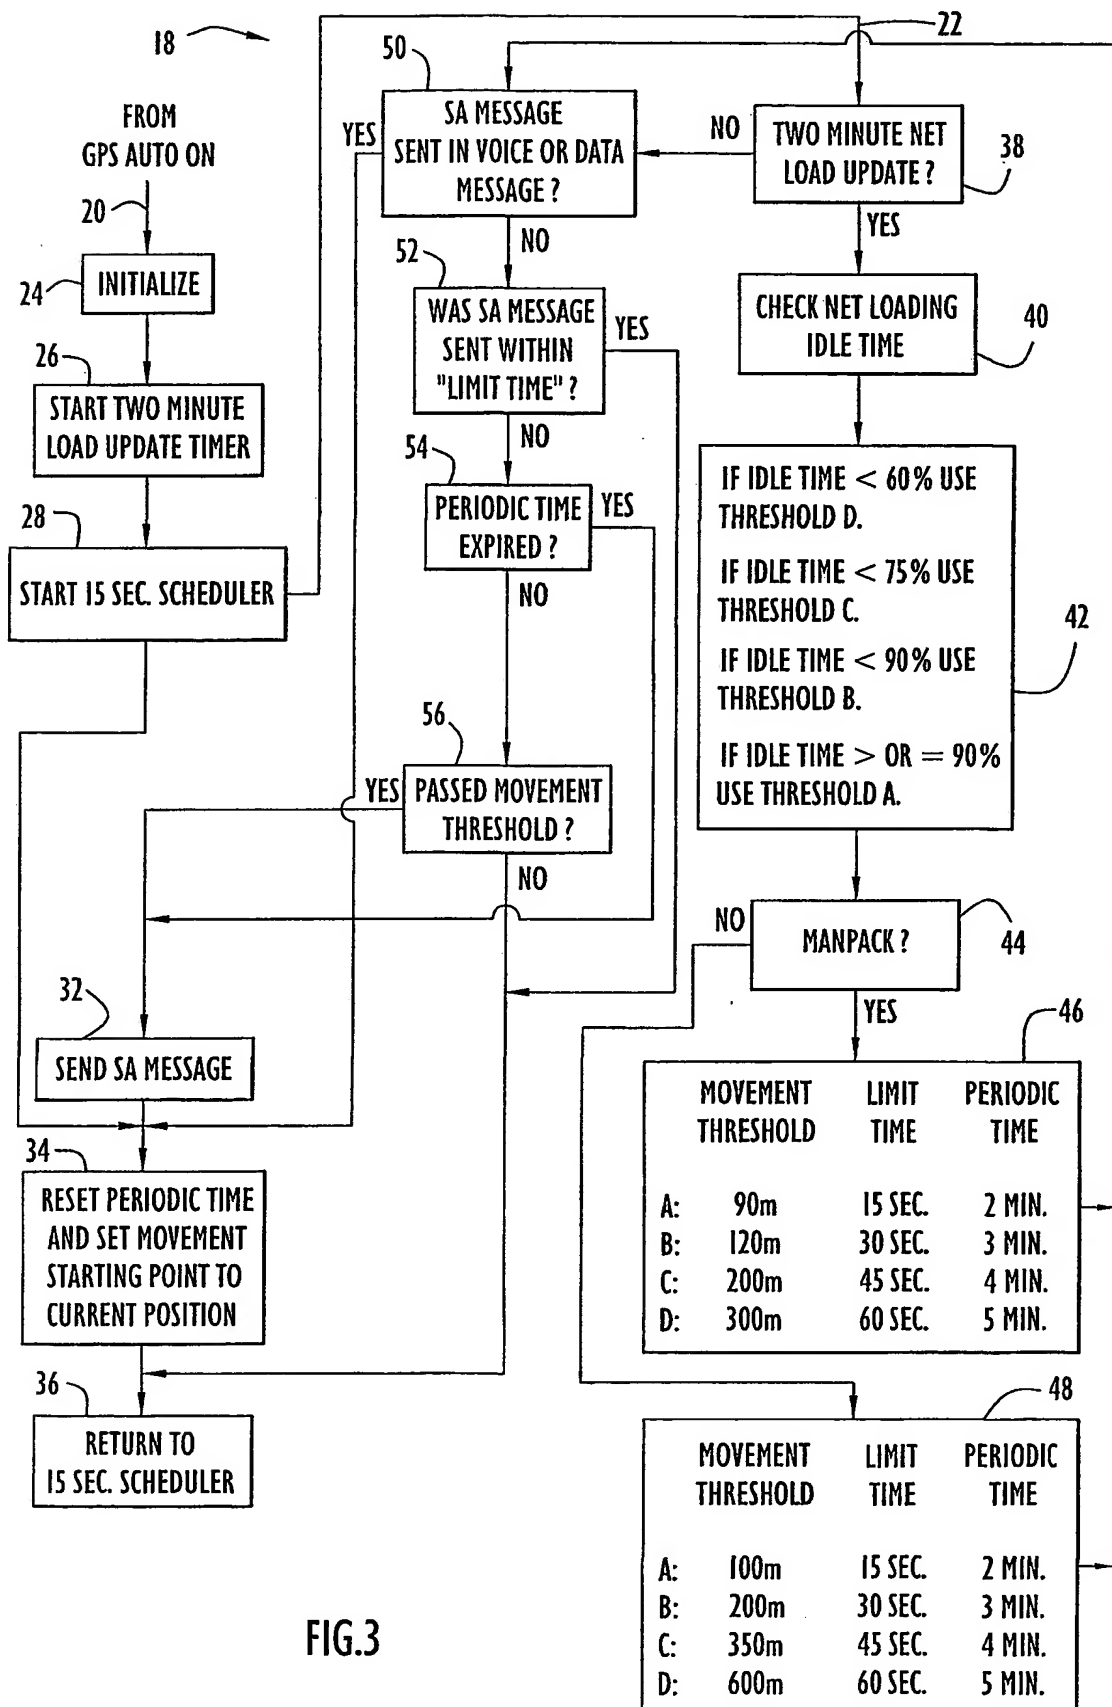 18
FROM
GPS AUTO ON
20
24
INITIALIZE
26
START TWO MINUTE
LOAD UPDATE TIMER
28
START 15 SEC. SCHEDULER
22
50
SA MESSAGE
SENT IN VOICE OR DATA
MESSAGE ?
YES
NO
NO
TWO MINUTE NET
LOAD UPDATE ?
38
YES
52
WAS SA MESSAGE
SENT WITHIN
"LIMIT TIME" ?
YES
NO
CHECK NET LOADING
IDLE TIME
40
54
PERIODIC TIME
EXPIRED ?
YES
NO
IF IDLE TIME < 60% USE
THRESHOLD D.
IF IDLE TIME < 75% USE
THRESHOLD C.
IF IDLE TIME < 90% USE
THRESHOLD B.
IF IDLE TIME > OR = 90%
USE THRESHOLD A.
42
56
PASSED MOVEMENT
THRESHOLD ?
YES
NO
MANPACK ?
44
NO
YES
32
SEND SA MESSAGE
34
RESET PERIODIC TIME
AND SET MOVEMENT
STARTING POINT TO
CURRENT POSITION
36
RETURN TO
15 SEC. SCHEDULER
46
MOVEMENT LIMIT PERIODIC
THRESHOLD TIME TIME
A: 90m 15 SEC. 2 MIN.
B: 120m 30 SEC. 3 MIN.
C: 200m 45 SEC. 4 MIN.
D: 300m 60 SEC. 5 MIN.
48
MOVEMENT LIMIT PERIODIC
THRESHOLD TIME TIME
A: 100m 15 SEC. 2 MIN.
B: 200m 30 SEC. 3 MIN.
C: 350m 45 SEC. 4 MIN.
D: 600m 60 SEC. 5 MIN.
FIG.3